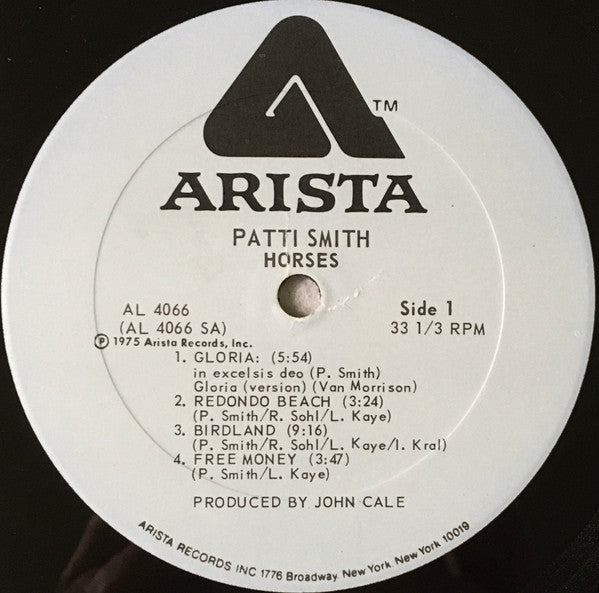 TM
ARISTA
PATTI SMITH
HORSES
AL 4066
(AL 4066 SA)
℗ 1975 Arista Records, Inc.
Side 1
33 1/3 RPM
1. GLORIA: (5:54)
in excelsis deo (P. Smith)
Gloria (version) (Van Morrison)
2. REDONDO BEACH (3:24)
(P. Smith/R. Sohl/L. Kaye)
3. BIRDLAND (9:16)
(P. Smith/R. Sohl/L. Kaye/I. Kral)
4. FREE MONEY (3:47)
(P. Smith/L. Kaye)
PRODUCED BY JOHN CALE
ARISTA RECORDS INC 1776 Broadway, New York, New York 10019